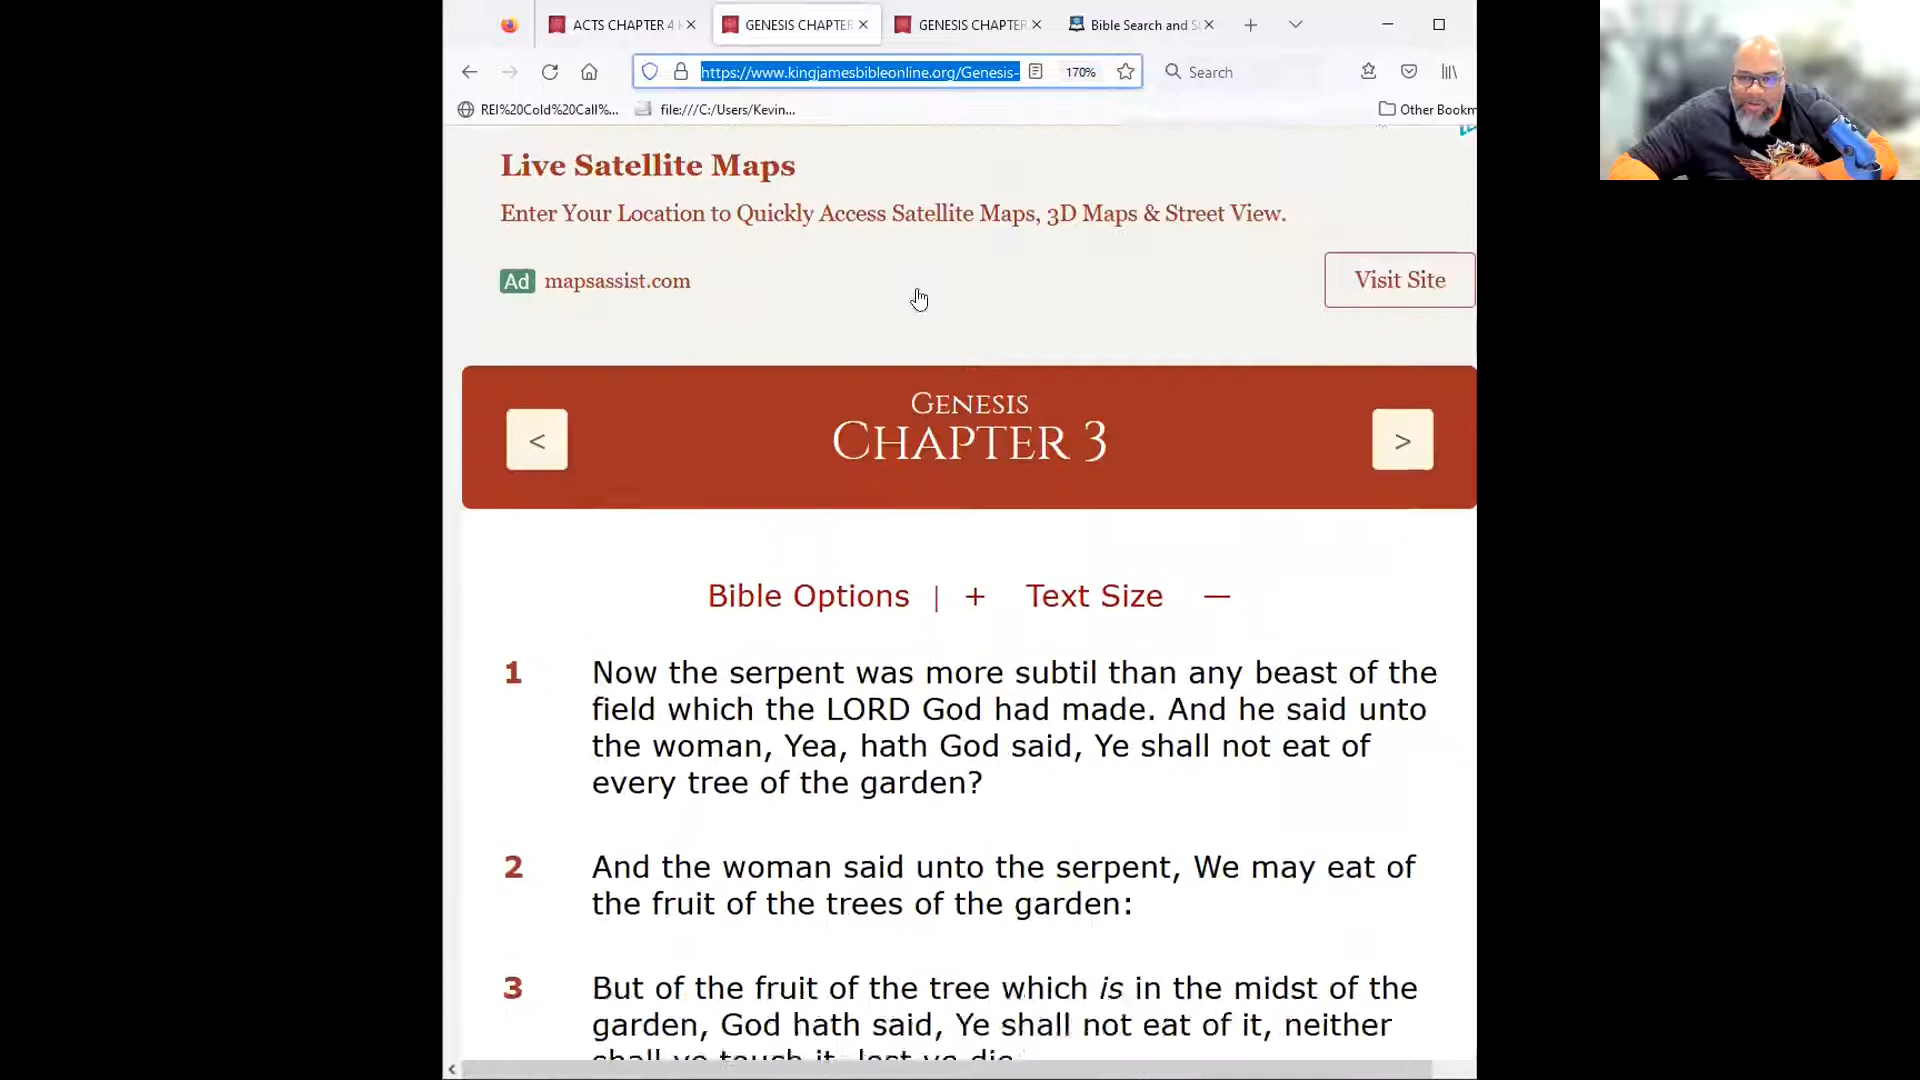 ACTS CHAPTER 4
GENESIS CHAPTER
GENESIS CHAPTER
Bible Search and S
https://www.kingjamesbibleonline.org/Genesis-
170%
Search
REI%20Cold%20Call%...
file:///C:/Users/Kevin...
Other Bookm
Live Satellite Maps
Enter Your Location to Quickly Access Satellite Maps, 3D Maps & Street View.
Ad mapsassist.com
Visit Site
GENESIS
< CHAPTER 3 >
Bible Options | + Text Size —
1 Now the serpent was more subtil than any beast of the
field which the LORD God had made. And he said unto
the woman, Yea, hath God said, Ye shall not eat of
every tree of the garden?
2 And the woman said unto the serpent, We may eat of
the fruit of the trees of the garden:
3 But of the fruit of the tree which is in the midst of the
garden, God hath said, Ye shall not eat of it, neither
shall ye touch it, lest ye die.